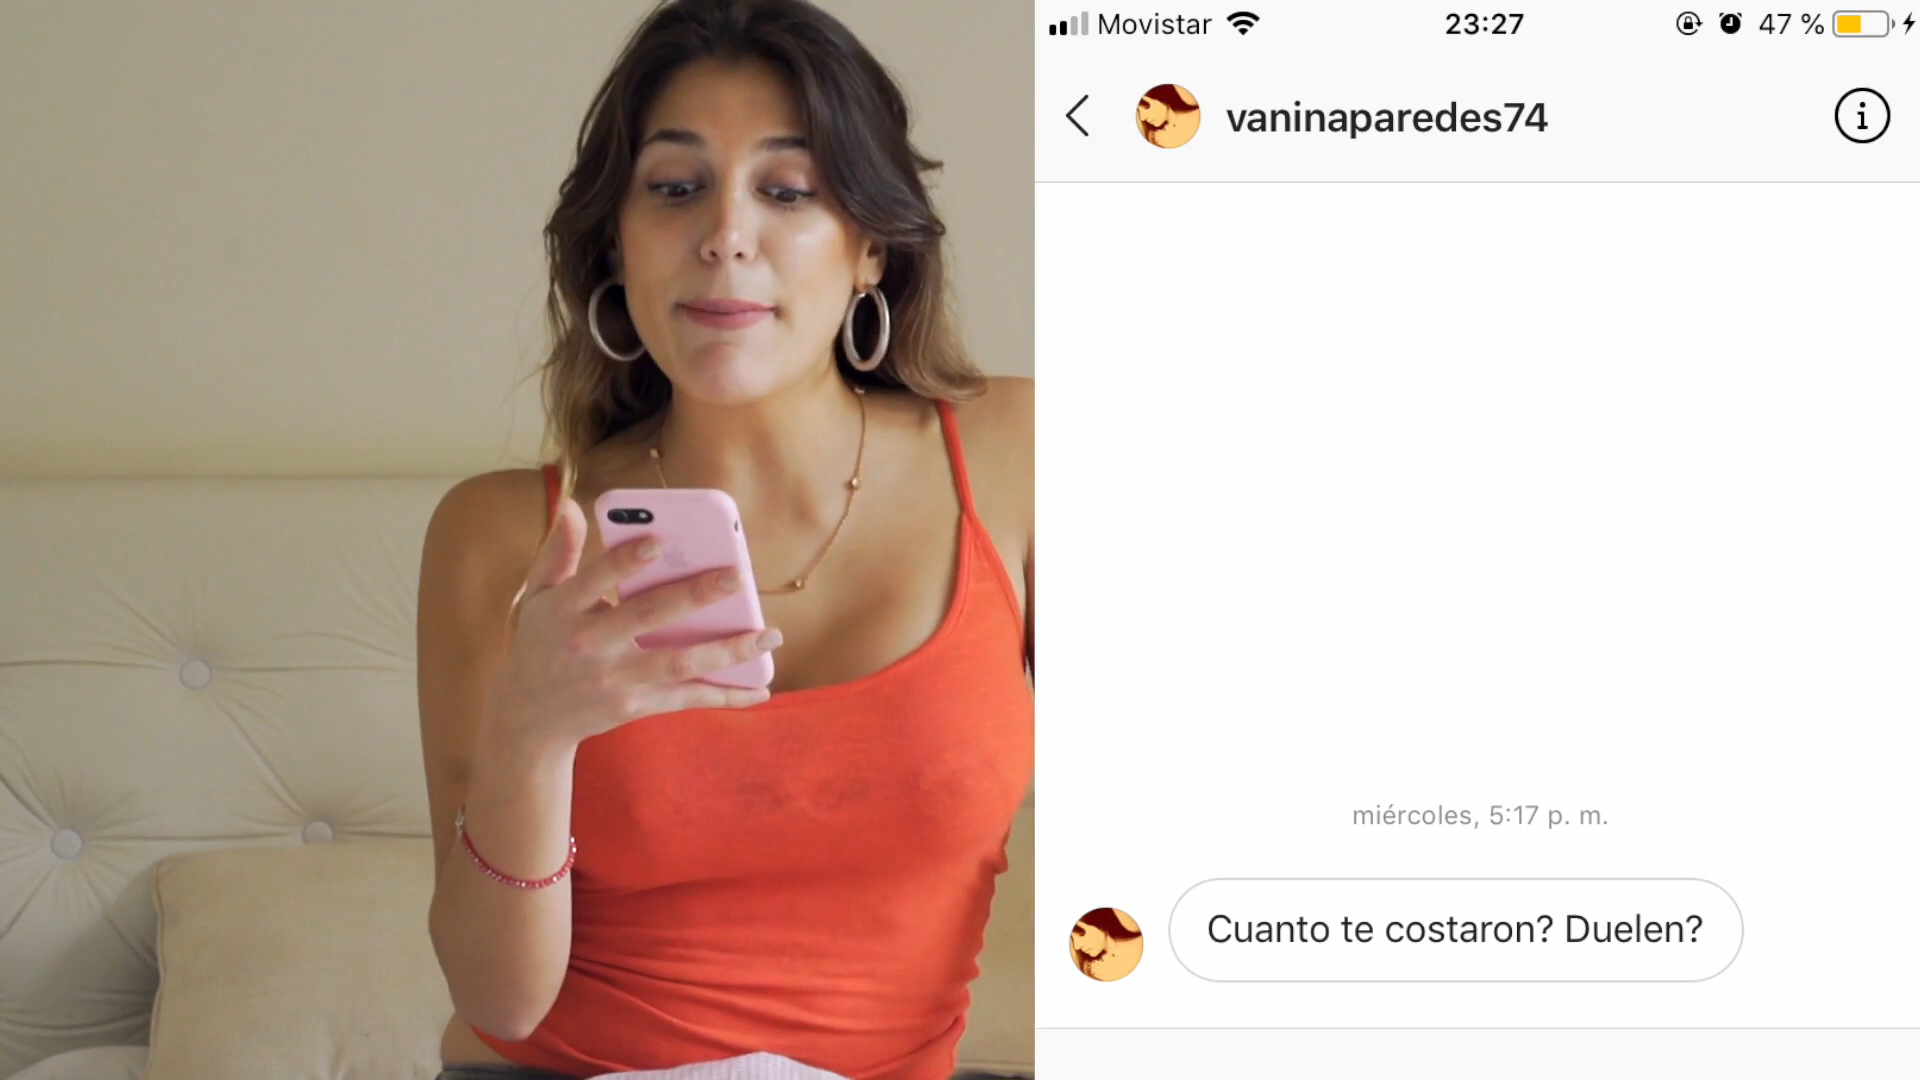 Movistar 23:27 47 %
vaninaparedes74
miércoles, 5:17 p. m.
Cuanto te costaron? Duelen?